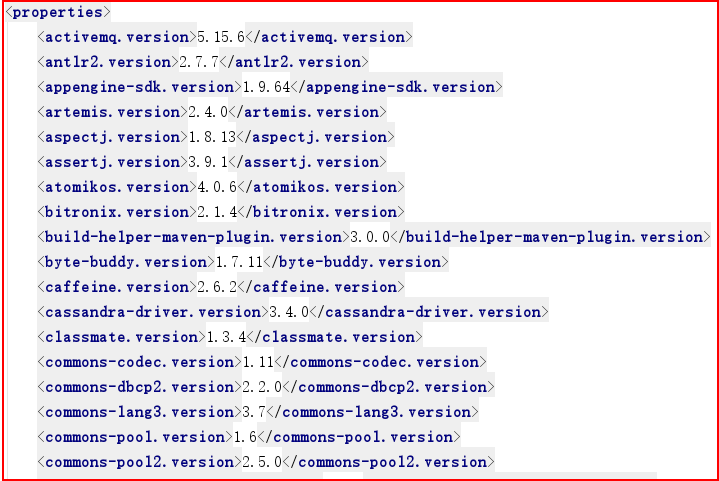 <properties>
<activemq.version>5.15.6</activemq.version>
<antlr2.version>2.7.7</antlr2.version>
<appengine-sdk.version>1.9.64</appengine-sdk.version>
<artemis.version>2.4.0</artemis.version>
<aspectj.version>1.8.13</aspectj.version>
<assertj.version>3.9.1</assertj.version>
<atomikos.version>4.0.6</atomikos.version>
<bitronix.version>2.1.4</bitronix.version>
<build-helper-maven-plugin.version>3.0.0</build-helper-maven-plugin.version>
<byte-buddy.version>1.7.11</byte-buddy.version>
<caffeine.version>2.6.2</caffeine.version>
<cassandra-driver.version>3.4.0</cassandra-driver.version>
<classmate.version>1.3.4</classmate.version>
<commons-codec.version>1.11</commons-codec.version>
<commons-dbcp2.version>2.2.0</commons-dbcp2.version>
<commons-lang3.version>3.7</commons-lang3.version>
<commons-pool.version>1.6</commons-pool.version>
<commons-pool2.version>2.5.0</commons-pool2.version>